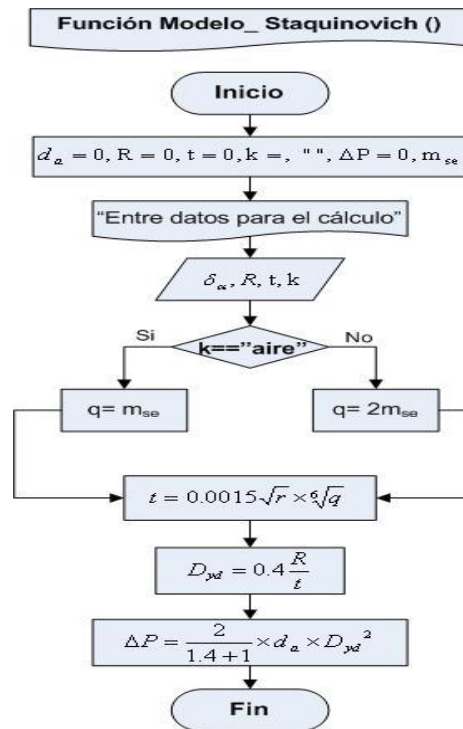 Función Modelo_ Staquinovich ()
Inicio
d_a = 0, R = 0, t = 0, k =, " ", ΔP = 0, m_se
“Entre datos para el cálculo”
δ_α, R, t, k
Si
k==”aire”
No
q= m_se
q= 2m_se
t = 0.0015√r × ⁶√q
D_yd = 0.4 R/t
ΔP = 2/(1.4 + 1) × d_a × D_yd²
Fin